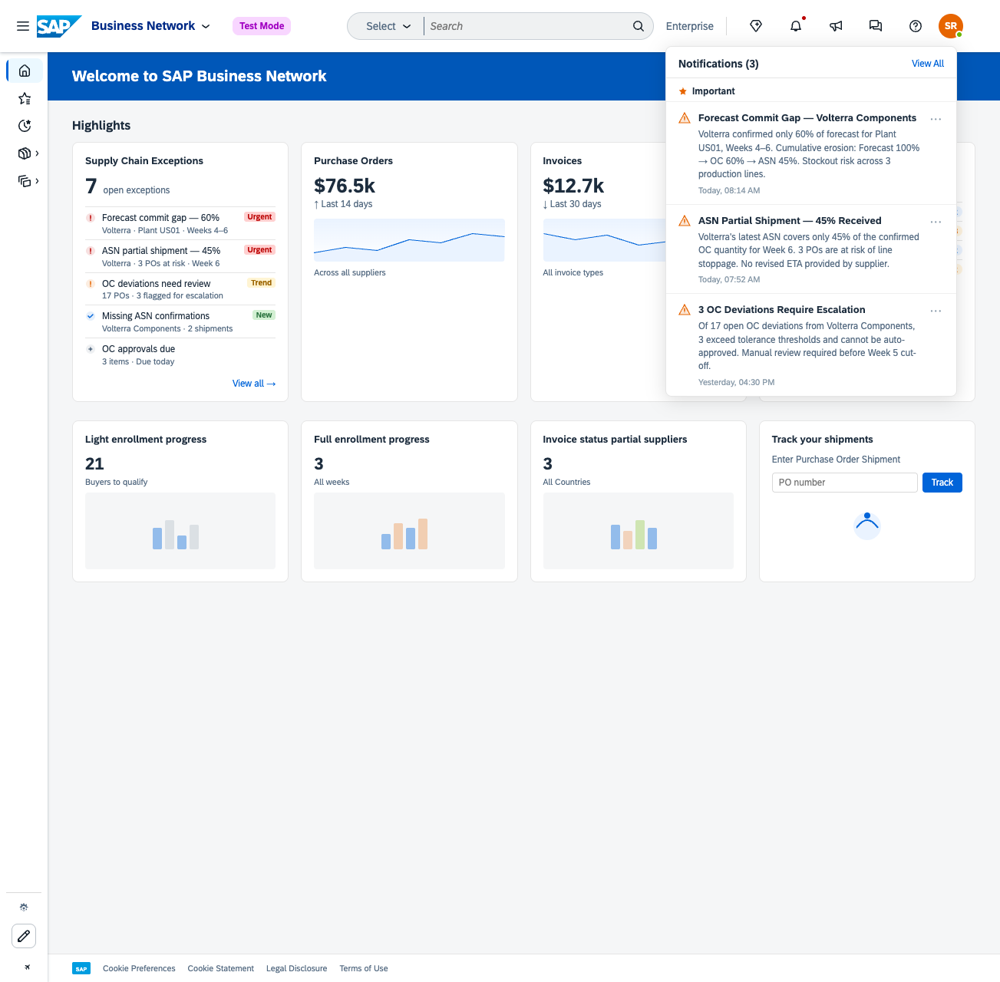 SAP Business Network Test Mode Select Search Enterprise SR
Welcome to SAP Business Network
Notifications (3) View All
Important
Forecast Commit Gap — Volterra Components ...
Volterra confirmed only 60% of forecast for Plant
US01, Weeks 4–6. Cumulative erosion: Forecast 100%
→ OC 60% → ASN 45%. Stockout risk across 3
production lines.
Today, 08:14 AM
ASN Partial Shipment — 45% Received ...
Volterra's latest ASN covers only 45% of the confirmed
OC quantity for Week 6. 3 POs are at risk of line
stoppage. No revised ETA provided by supplier.
Today, 07:52 AM
3 OC Deviations Require Escalation ...
Of 17 open OC deviations from Volterra Components,
3 exceed tolerance thresholds and cannot be auto-
approved. Manual review required before Week 5 cut-
off.
Yesterday, 04:30 PM
Highlights
Supply Chain Exceptions
7 open exceptions
Forecast commit gap — 60% Urgent
Volterra · Plant US01 · Weeks 4–6
ASN partial shipment — 45% Urgent
Volterra · 3 POs at risk · Week 6
OC deviations need review Trend
17 POs · 3 flagged for escalation
Missing ASN confirmations New
Volterra Components · 2 shipments
OC approvals due
3 items · Due today
View all →
Purchase Orders
$76.5k
↑ Last 14 days
Across all suppliers
Invoices
$12.7k
↓ Last 30 days
All invoice types
Light enrollment progress
21
Buyers to qualify
Full enrollment progress
3
All weeks
Invoice status partial suppliers
3
All Countries
Track your shipments
Enter Purchase Order Shipment
PO number Track
SAP Cookie Preferences Cookie Statement Legal Disclosure Terms of Use